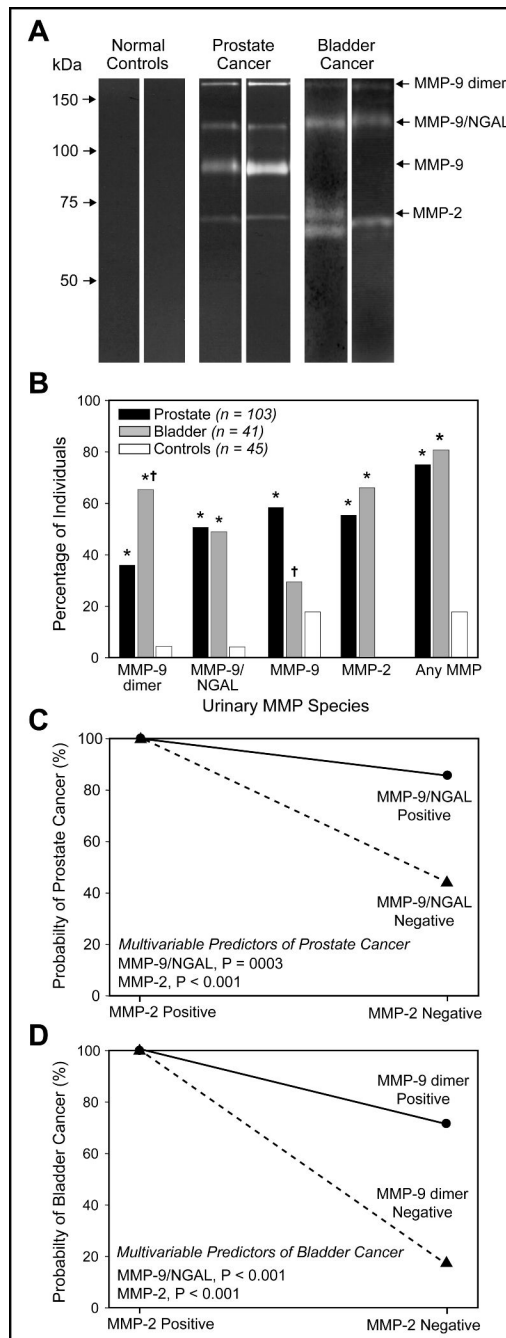 A
Normal Controls
Prostate Cancer
Bladder Cancer
kDa
150
100
75
50
MMP-9 dimer
MMP-9/NGAL
MMP-9
MMP-2
B
Percentage of Individuals
100
80
60
40
20
0
Prostate (n = 103)
Bladder (n = 41)
Controls (n = 45)
*
*†
*
*
*
†
*
*
*
*
MMP-9 dimer
MMP-9/ NGAL
MMP-9
MMP-2
Any MMP
Urinary MMP Species
C
Probabilty of Prostate Cancer (%)
100
80
60
40
20
0
MMP-9/NGAL
Positive
MMP-9/NGAL
Negative
Multivariable Predictors of Prostate Cancer
MMP-9/NGAL, P = 0003
MMP-2, P < 0.001
MMP-2 Positive
MMP-2 Negative
D
Probabilty of Bladder Cancer (%)
100
80
60
40
20
0
MMP-9 dimer
Positive
MMP-9 dimer
Negative
Multivariable Predictors of Bladder Cancer
MMP-9/NGAL, P < 0.001
MMP-2, P < 0.001
MMP-2 Positive
MMP-2 Negative